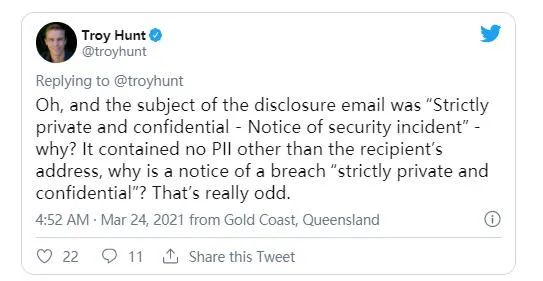 Troy Hunt
@troyhunt
Replying to @troyhunt
Oh, and the subject of the disclosure email was “Strictly
private and confidential - Notice of security incident” -
why? It contained no PII other than the recipient’s
address, why is a notice of a breach “strictly private and
confidential”? That’s really odd.
4:52 AM · Mar 24, 2021 from Gold Coast, Queensland
22 11 Share this Tweet